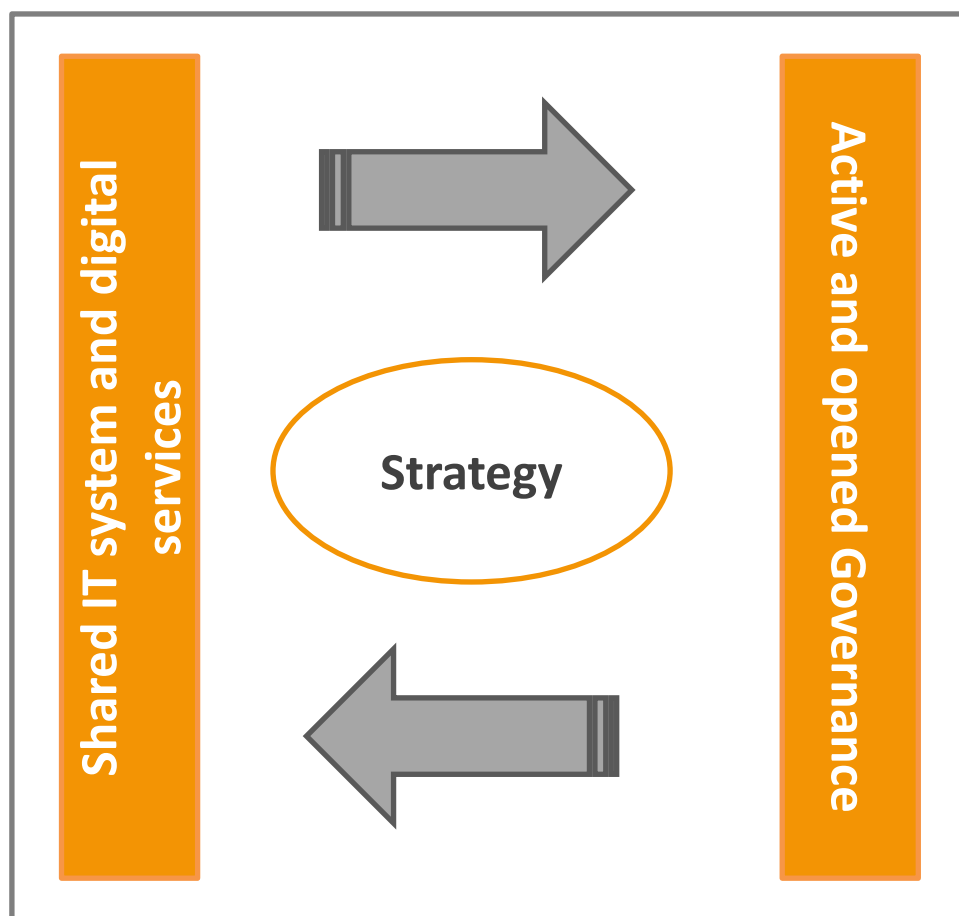 Shared IT system and digital
services
Strategy
Active and opened Governance